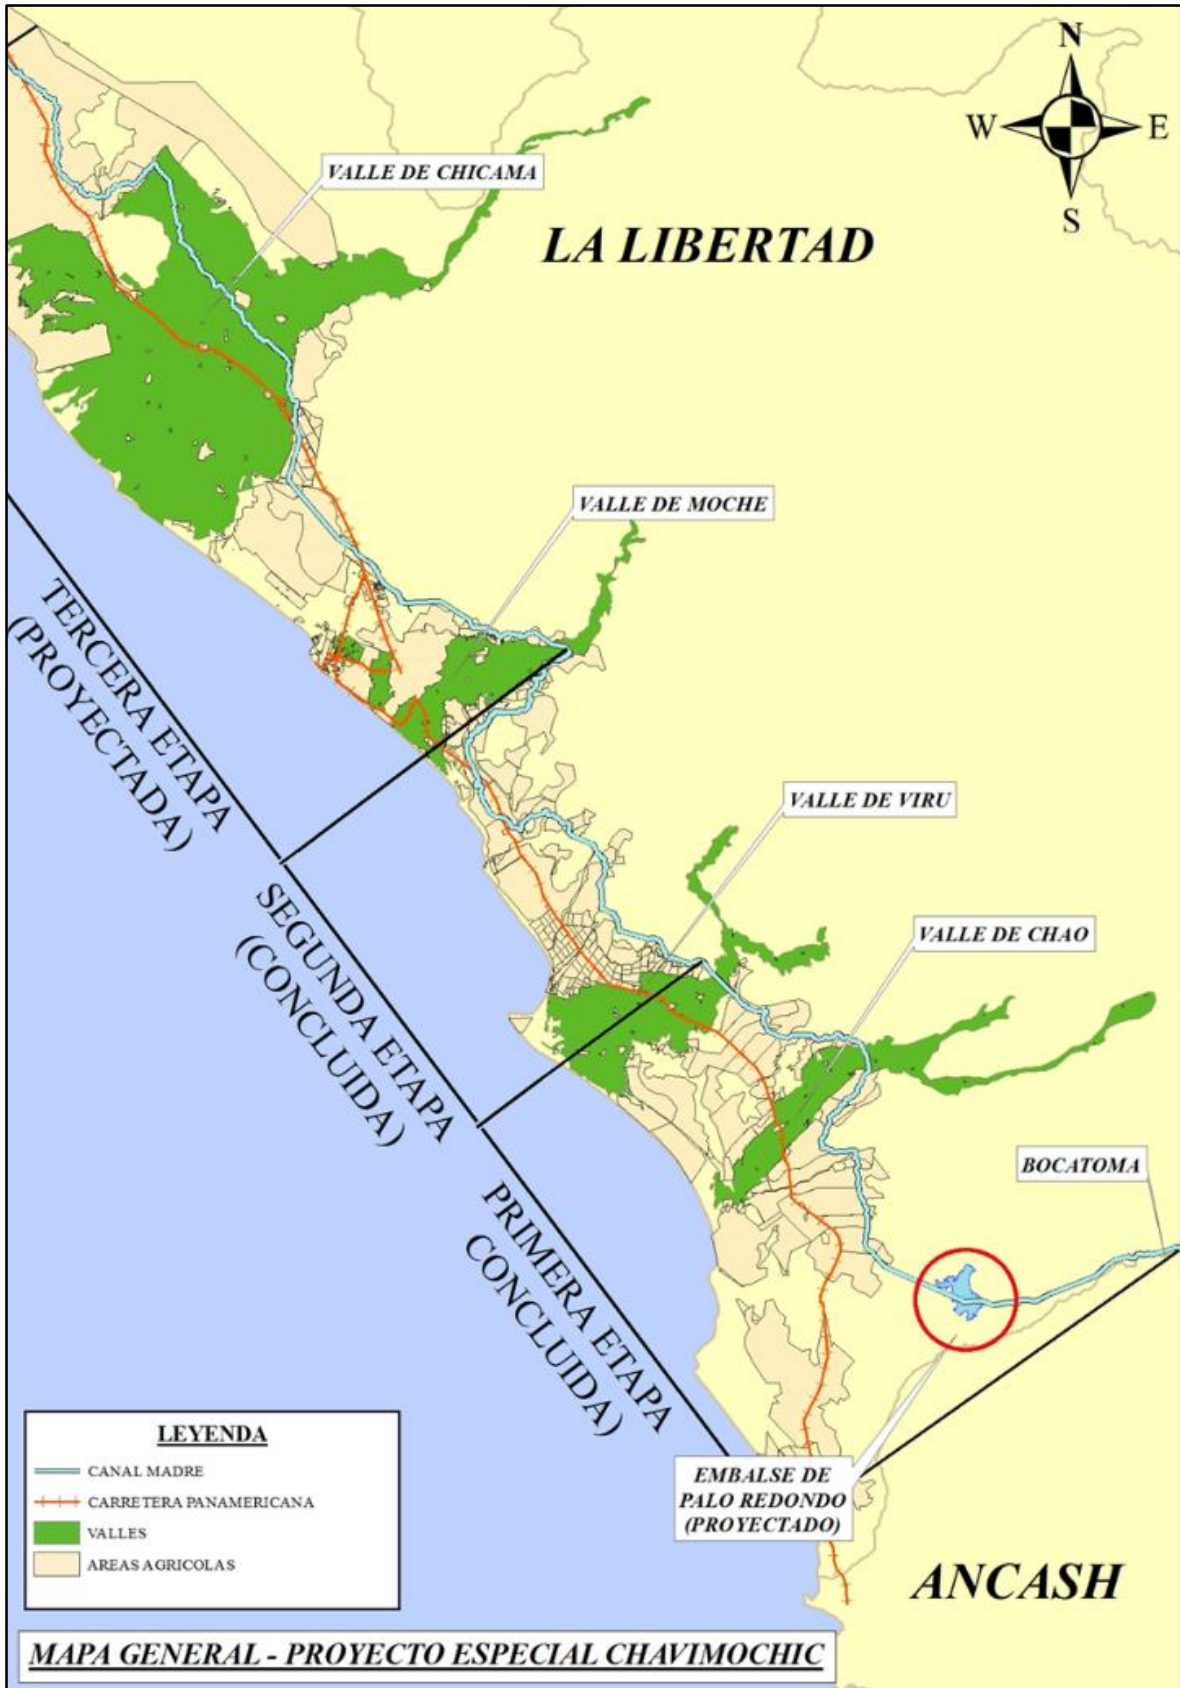 N
W
E
S
VALLE DE CHICAMA
LA LIBERTAD
VALLE DE MOCHE
TERCERA ETAPA
(PROYECTADA)
VALLE DE VIRU
SEGUNDA ETAPA
(CONCLUIDA)
VALLE DE CHAO
BOCATOMA
PRIMERA ETAPA
CONCLUIDA)
EMBALSE DE
PALO REDONDO
(PROYECTADO)
LEYENDA
CANAL MADRE
CARRETERA PANAMERICANA
VALLES
AREAS AGRICOLAS
ANCASH
MAPA GENERAL - PROYECTO ESPECIAL CHAVIMOCHIC